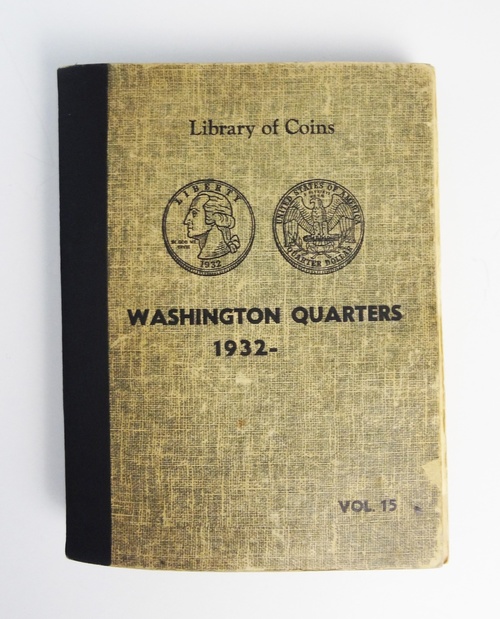 Library of Coins
LIBERTY
IN GOD WE
TRUST
1932
UNITED STATES OF AMERICA
QUARTER DOLLAR
WASHINGTON QUARTERS
1932-
VOL. 15